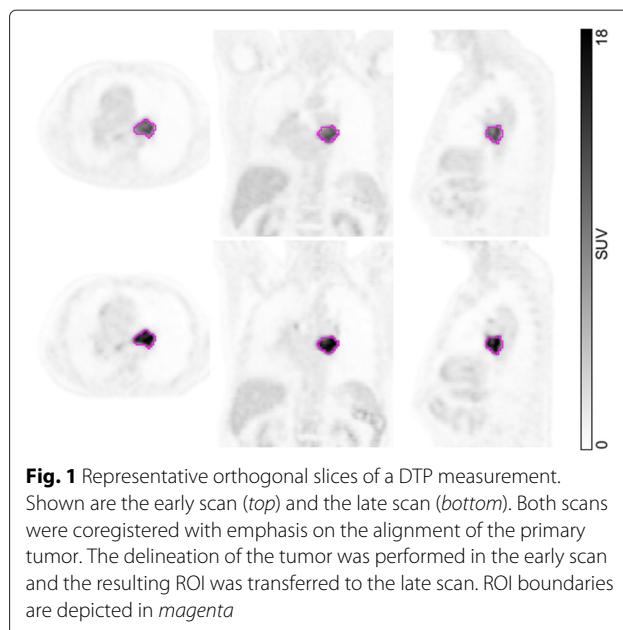 18
SUV
0
Fig. 1 Representative orthogonal slices of a DTP measurement.
Shown are the early scan (top) and the late scan (bottom). Both scans
were coregistered with emphasis on the alignment of the primary
tumor. The delineation of the tumor was performed in the early scan
and the resulting ROI was transferred to the late scan. ROI boundaries
are depicted in magenta